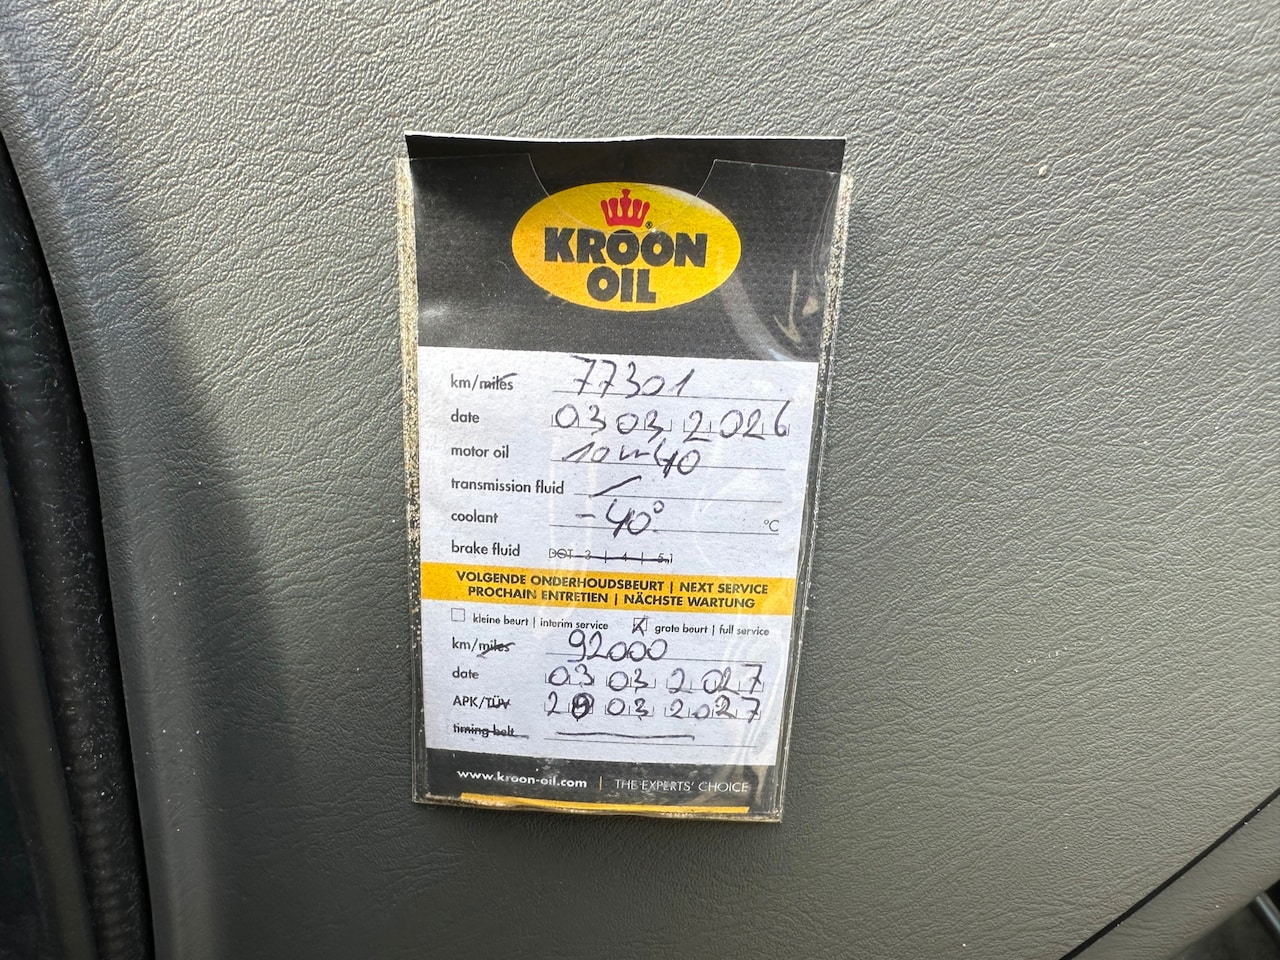 KROON
OIL
km/miles 77301
date 03 03 2026
motor oil 10w40
transmission fluid
coolant -40° °C
brake fluid DOT 3 | 4 | 5.1
VOLGENDE ONDERHOUDSBEURT | NEXT SERVICE
PROCHAIN ENTRETIEN | NÄCHSTE WARTUNG
kleine beurt | interim service grote beurt | full service
km/miles 92000
date 03 03 2027
APK/TÜV 03 2027
timing belt
www.kroon-oil.com | THE EXPERTS' CHOICE